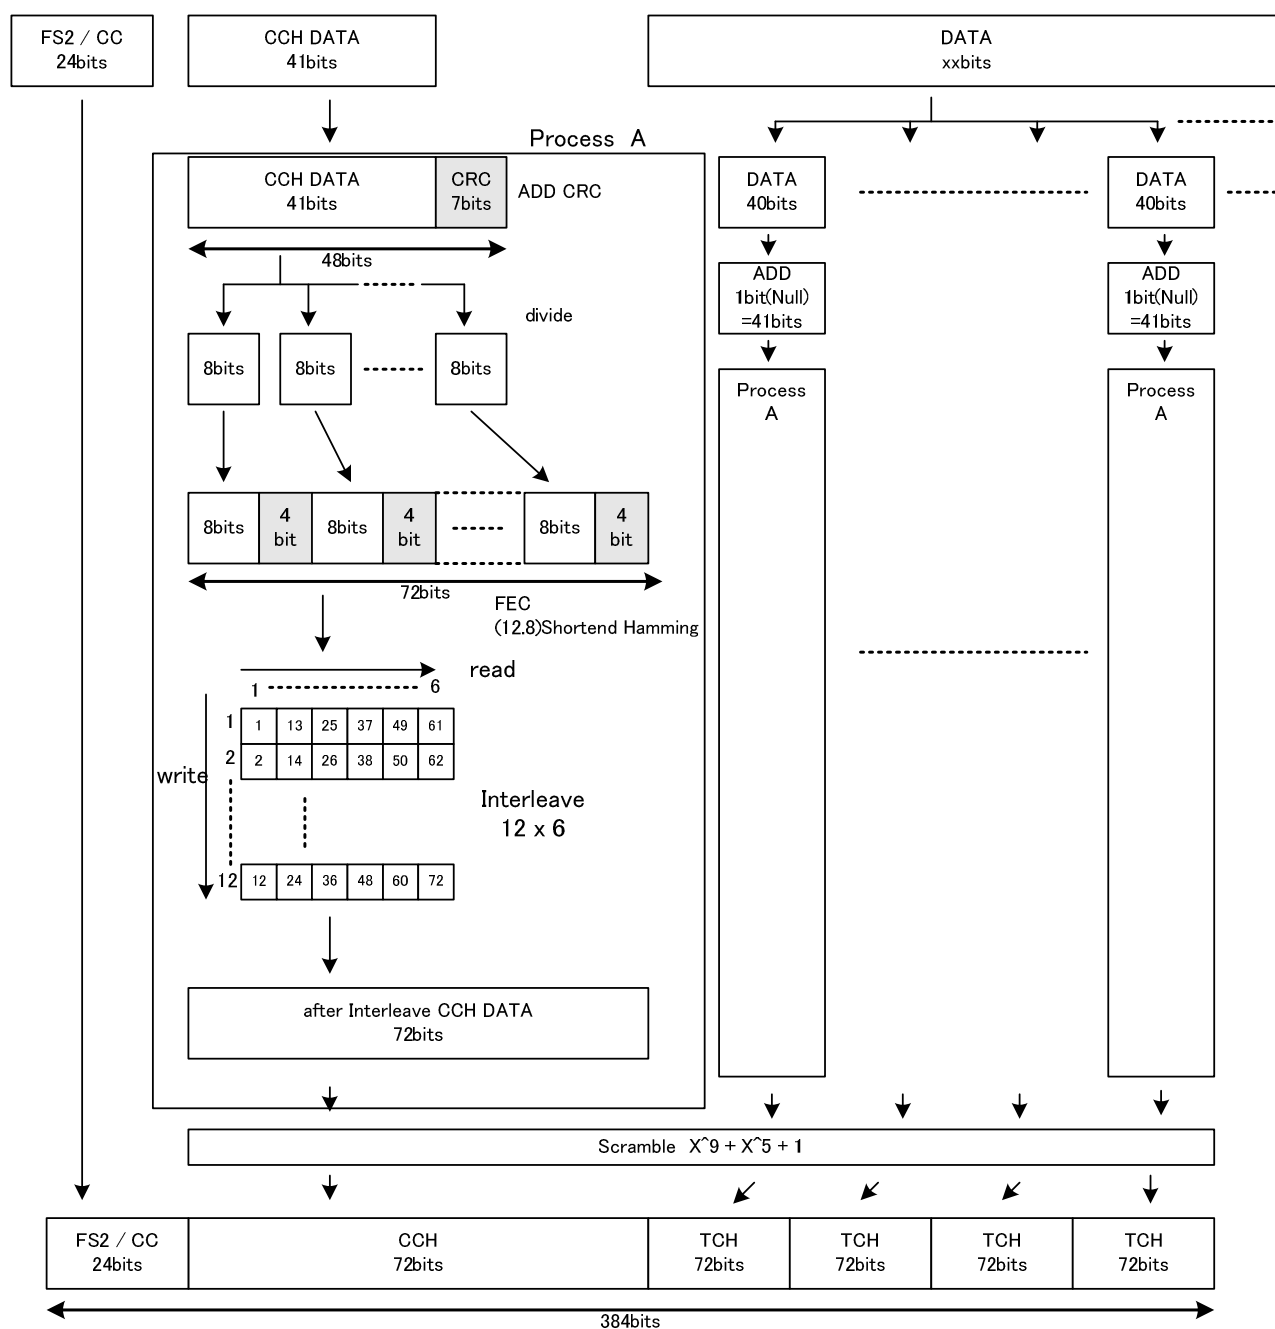 FS2 / CC
24bits
CCH DATA
41bits
DATA
xxbits
Process A
CCH DATA
41bits
CRC
7bits
ADD CRC
48bits
divide
8bits
8bits
8bits
8bits
4
bit
8bits
4
bit
8bits
4
bit
72bits
FEC
(12.8)Shortend Hamming
read
1
6
write
1
1 13 25 37 49 61
2
2 14 26 38 50 62
12
12 24 36 48 60 72
Interleave
12 x 6
after Interleave CCH DATA
72bits
DATA
40bits
ADD
1bit(Null)
=41bits
Process
A
DATA
40bits
ADD
1bit(Null)
=41bits
Process
A
Scramble X^9 + X^5 + 1
FS2 / CC
24bits
CCH
72bits
TCH
72bits
TCH
72bits
TCH
72bits
TCH
72bits
384bits